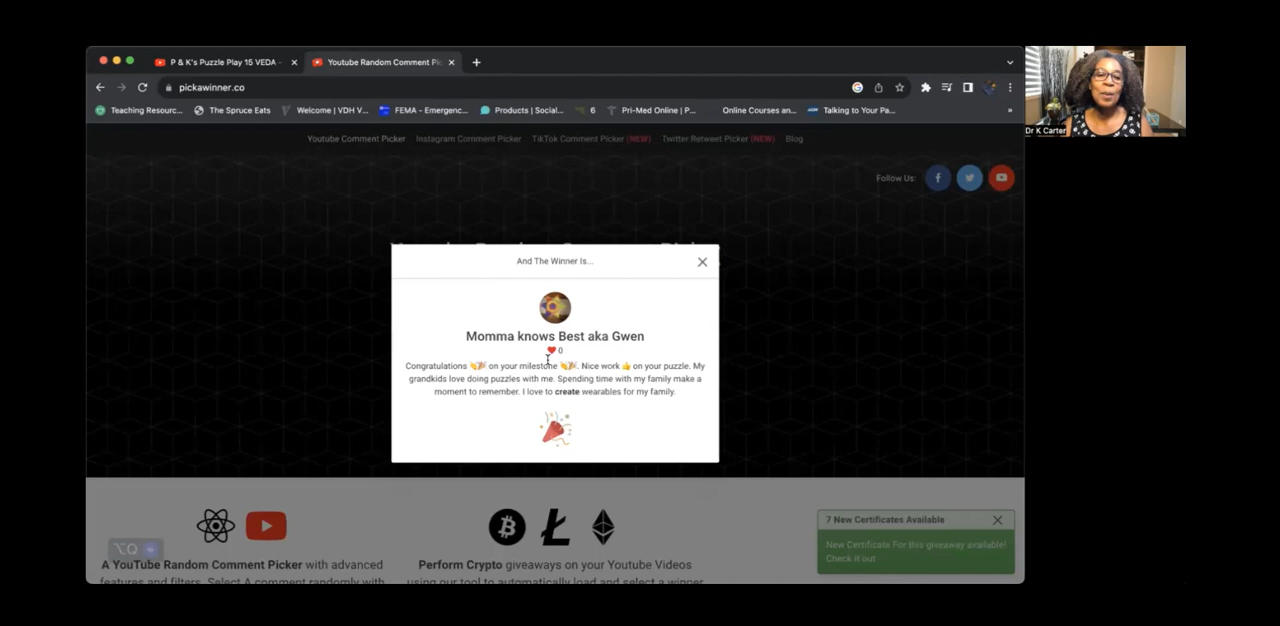 P & K's Puzzle Play 15 VEDA -
Youtube Random Comment Pic
pickawinner.co
Teaching Resourc...
The Spruce Eats
Welcome | VDH V...
FEMA - Emergenc...
Products | Social...
6
Pri-Med Online | P...
Online Courses an...
Talking to Your Pa...
»
Dr K Carter
Youtube Comment Picker
Instagram Comment Picker
TikTok Comment Picker (NEW)
Twitter Retweet Picker (NEW)
Blog
Follow Us:
And The Winner Is...
Momma knows Best aka Gwen
❤️ 0
Congratulations 👏🎉 on your milestone 👏🎉. Nice work 👍 on your puzzle. My
grandkids love doing puzzles with me. Spending time with my family make a
moment to remember. I love to create wearables for my family.
7 New Certificates Available
New Certificate For this giveaway available!
Check it out
⌥Q
A YouTube Random Comment Picker with advanced
features and filters. Select A comment randomly with
Perform Crypto giveaways on your Youtube Videos
using our tool to automatically load and select a winner